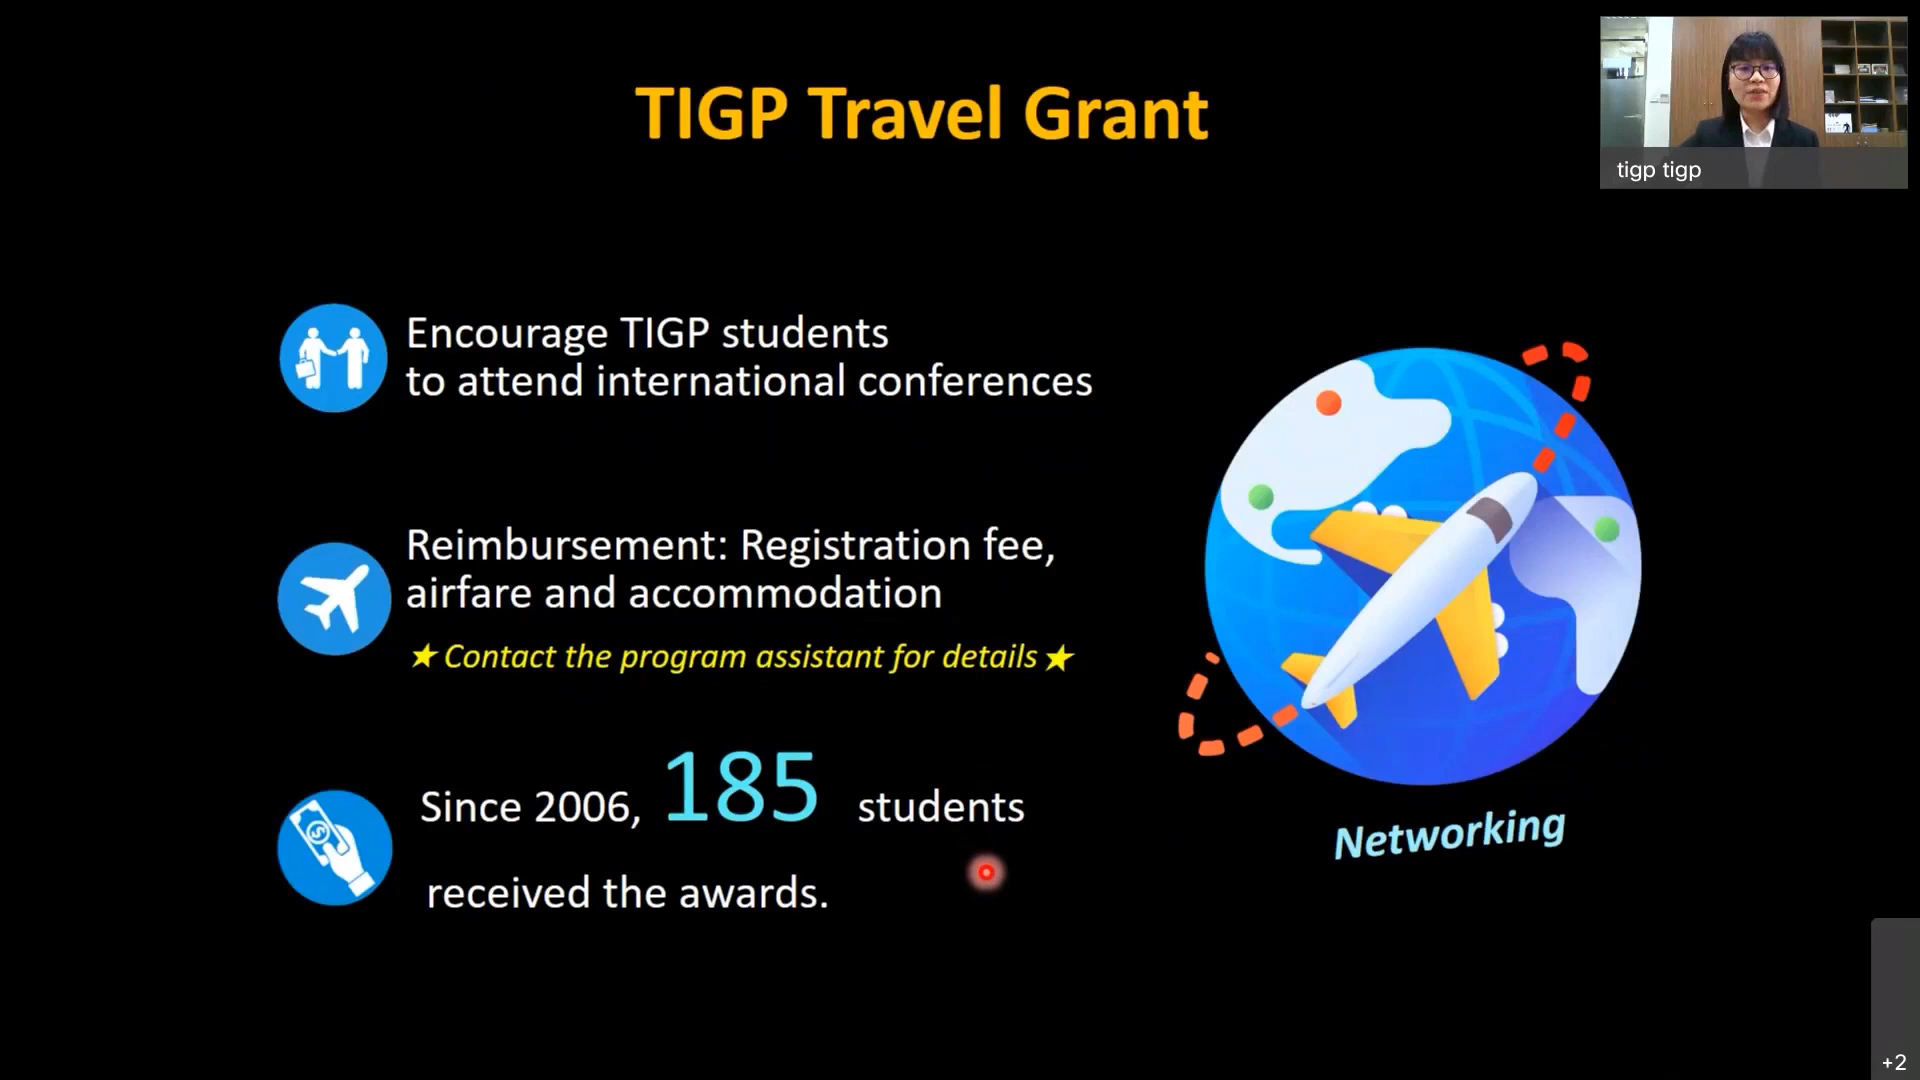 TIGP Travel Grant
tigp tigp
Encourage TIGP students
to attend international conferences
Reimbursement: Registration fee,
airfare and accommodation
★ Contact the program assistant for details ★
Since 2006, 185 students
received the awards.
Networking
+2